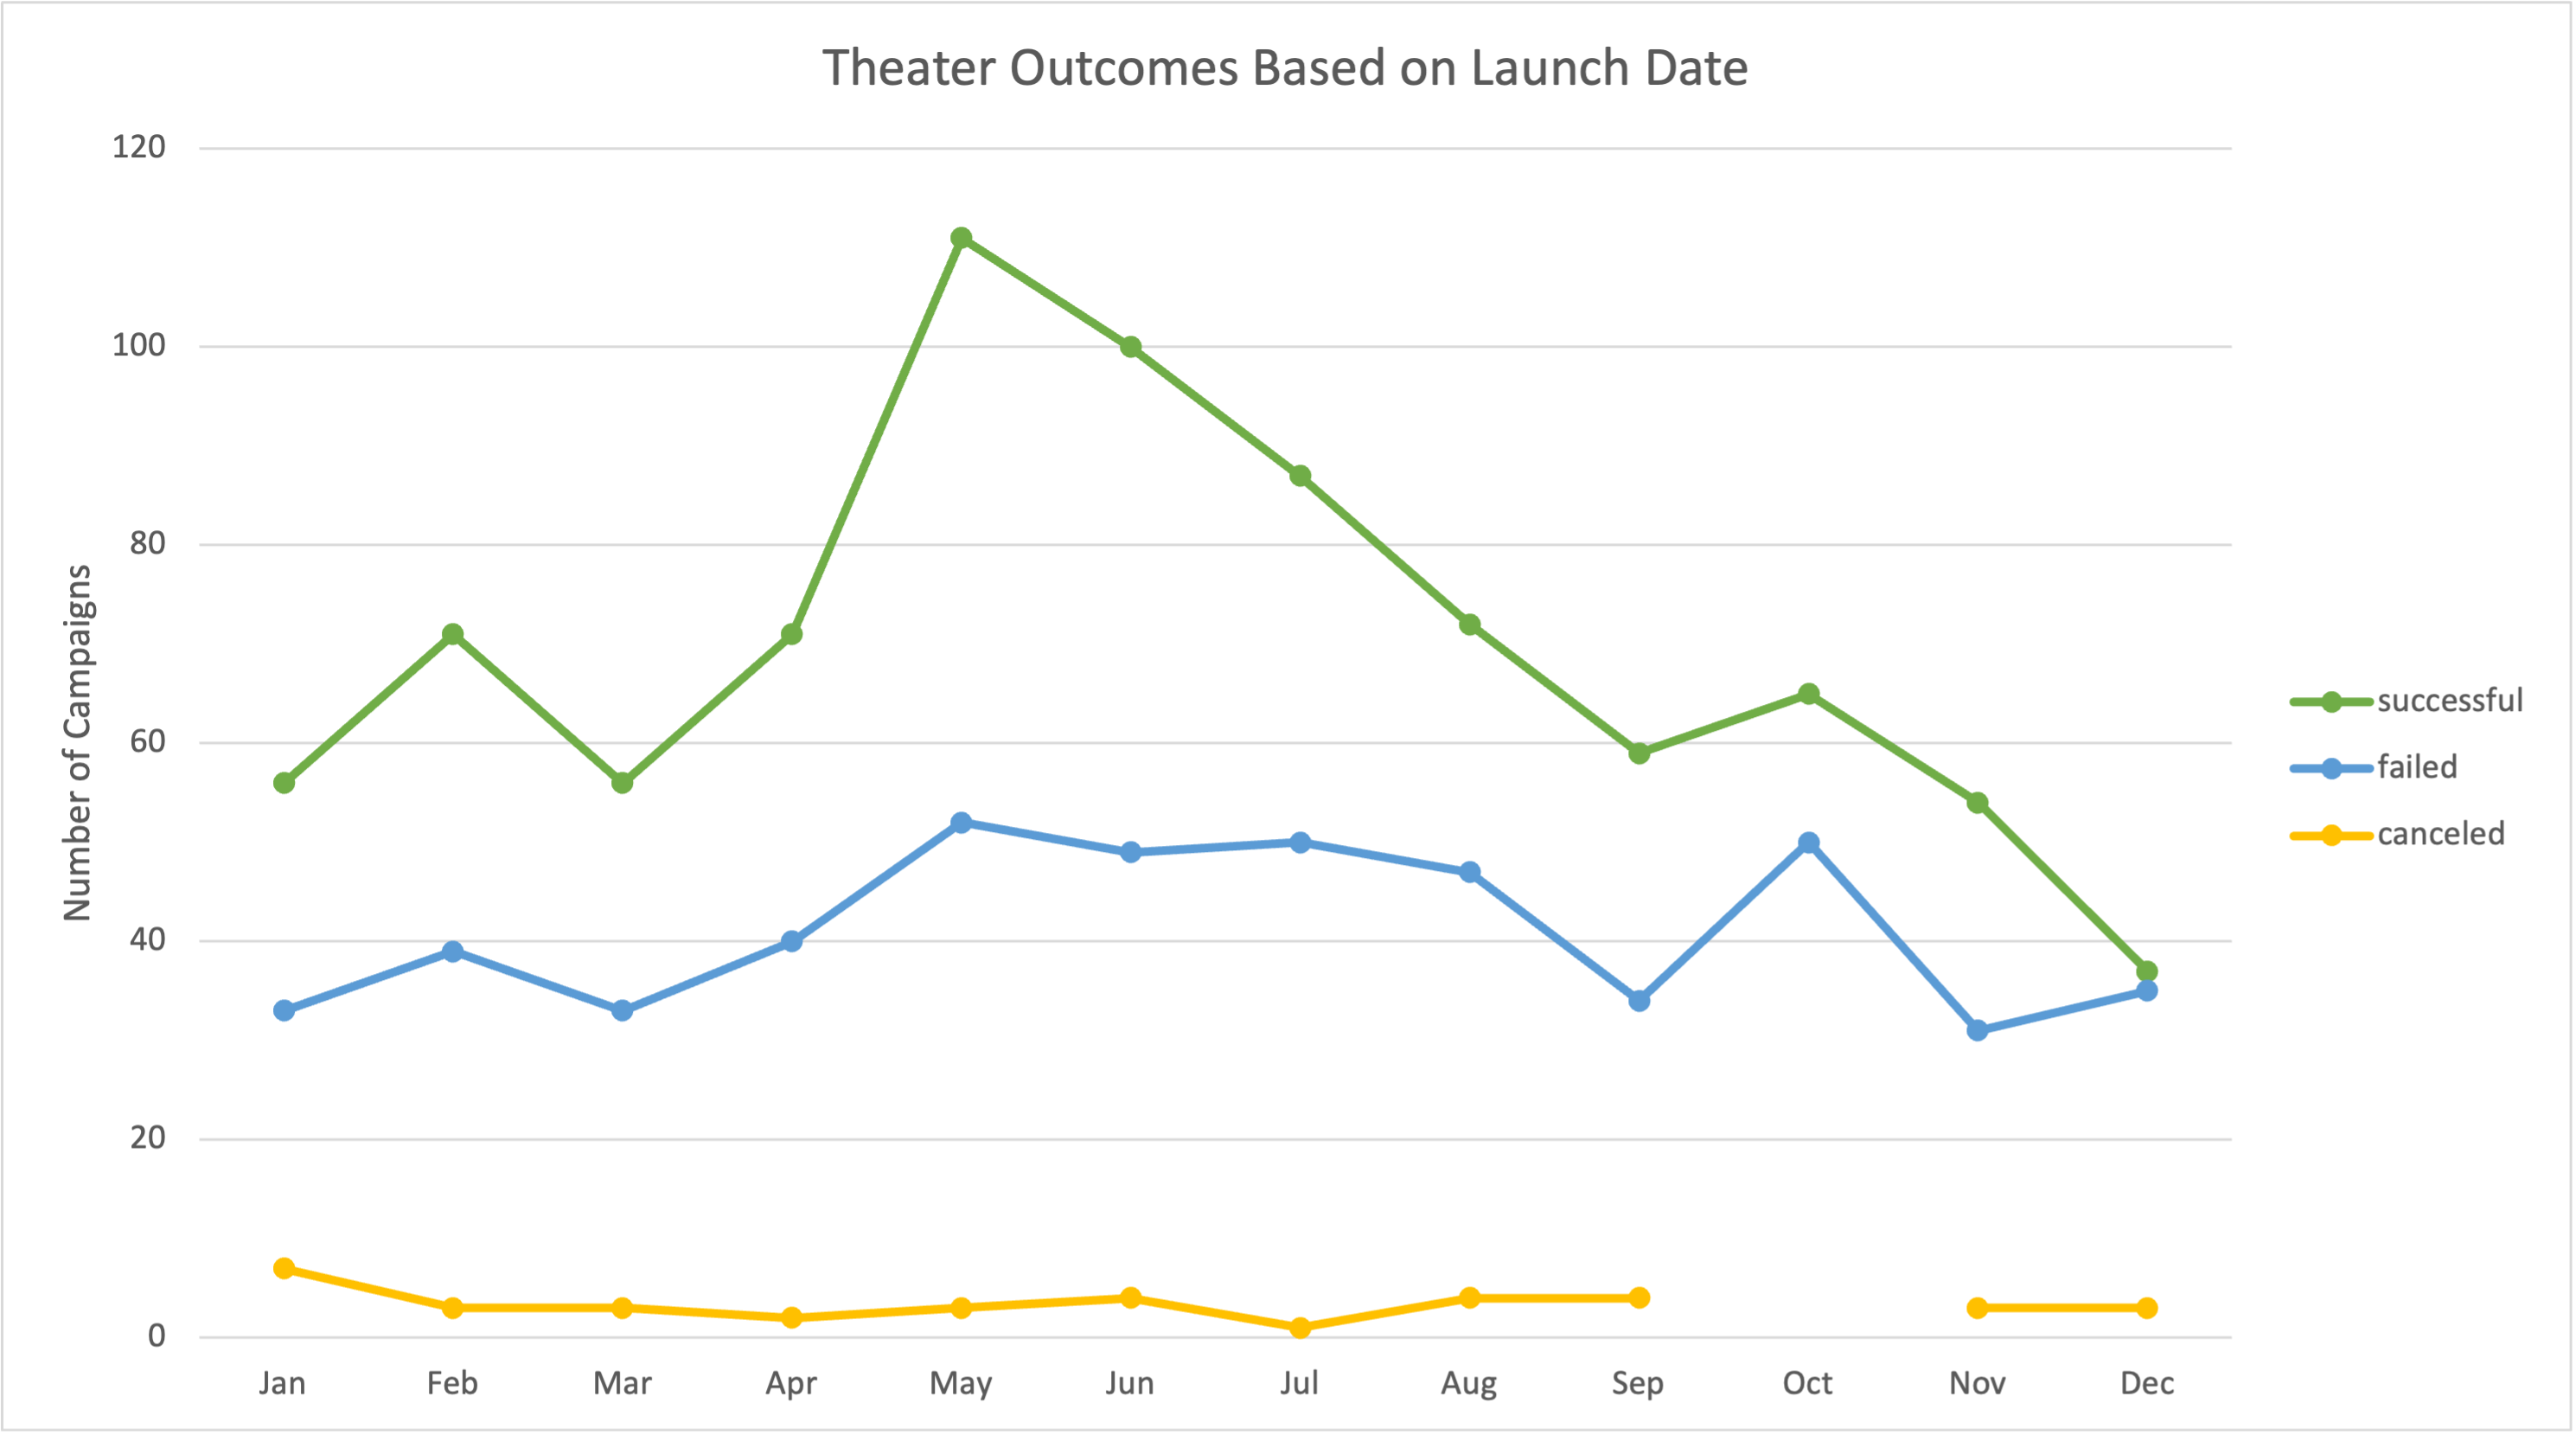 Theater Outcomes Based on Launch Date
120
100
80
60
40
20
0
Number of Campaigns
Jan Feb Mar Apr May Jun Jul Aug Sep Oct Nov Dec
successful
failed
canceled